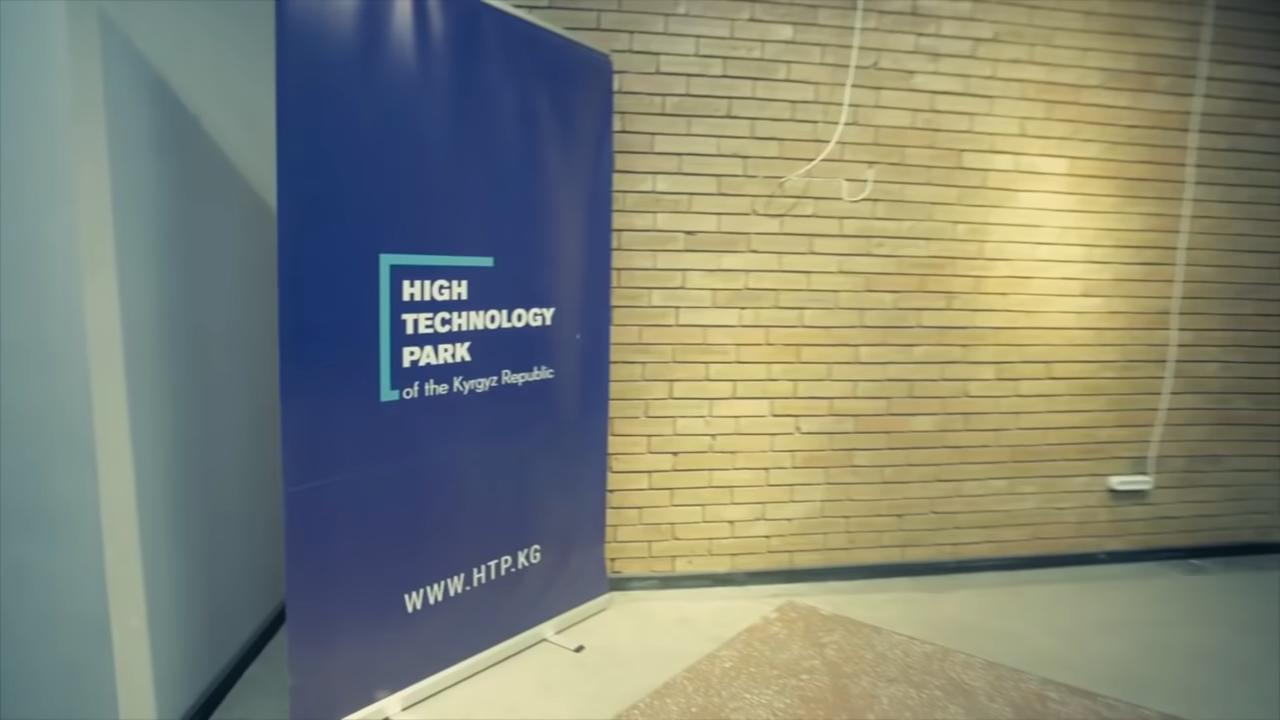 HIGH
TECHNOLOGY
PARK
of the Kyrgyz Republic
WWW.HTP.KG